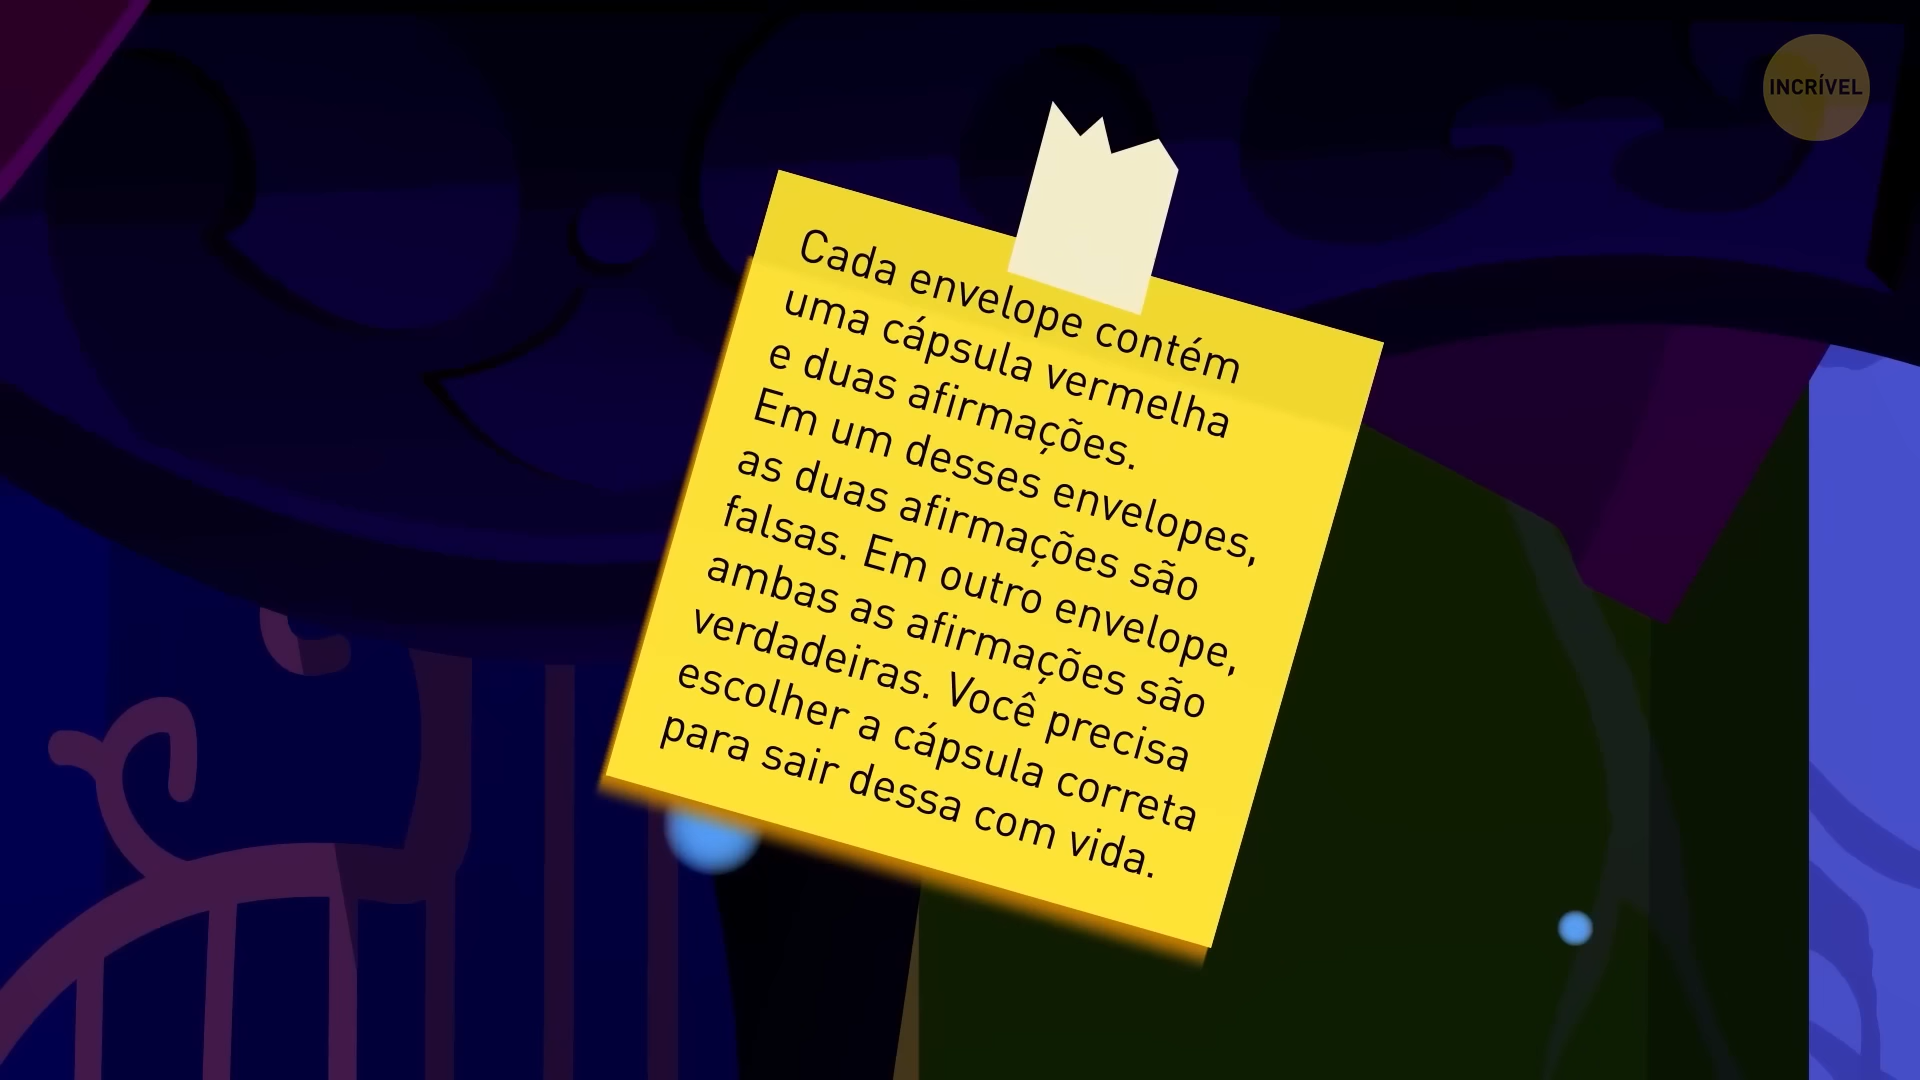 INCRÍVEL
Cada envelope contém
uma cápsula vermelha
e duas afirmações.
Em um desses envelopes,
as duas afirmações são
falsas. Em outro envelope,
ambas as afirmações são
verdadeiras. Você precisa
escolher a cápsula correta
para sair dessa com vida.